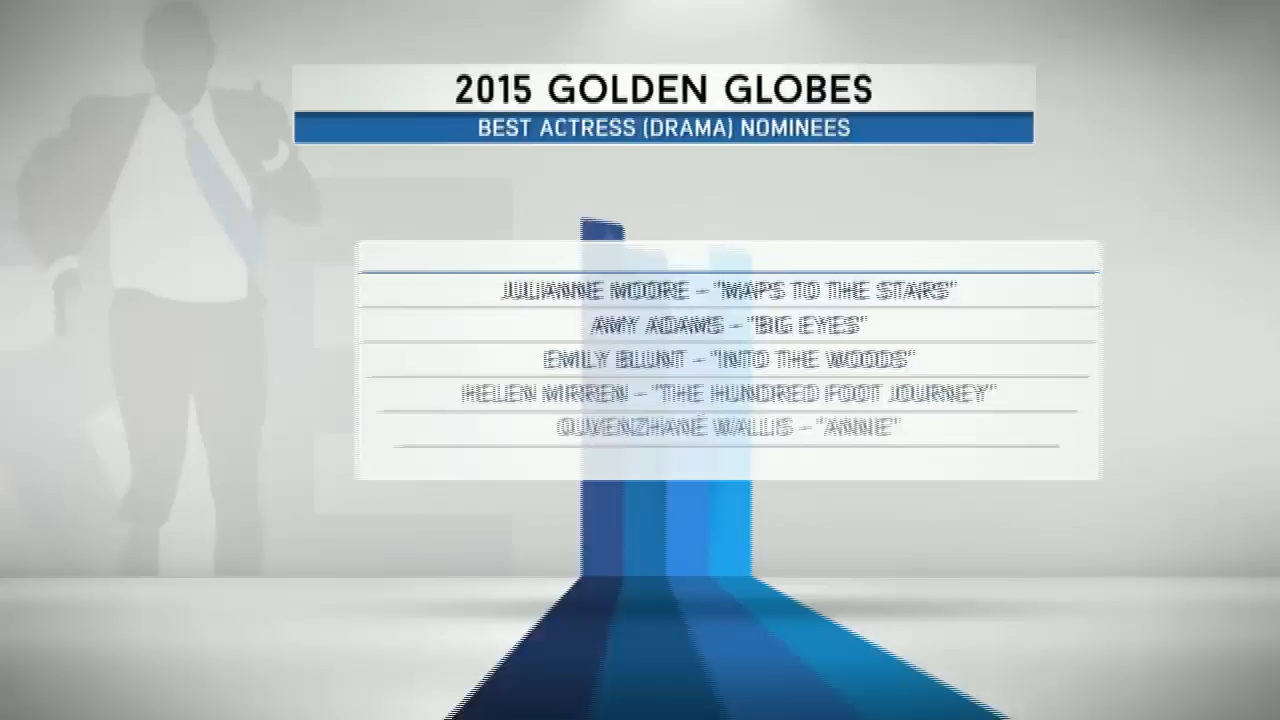 2015 GOLDEN GLOBES
BEST ACTRESS (DRAMA) NOMINEES
JULIANNE MOORE – "MAPS TO THE STARS"
AMY ADAMS – "BIG EYES"
EMILY BLUNT – "INTO THE WOODS"
HELEN MIRREN – "THE HUNDRED FOOT JOURNEY"
QUVENZHANÉ WALLIS – "ANNIE"